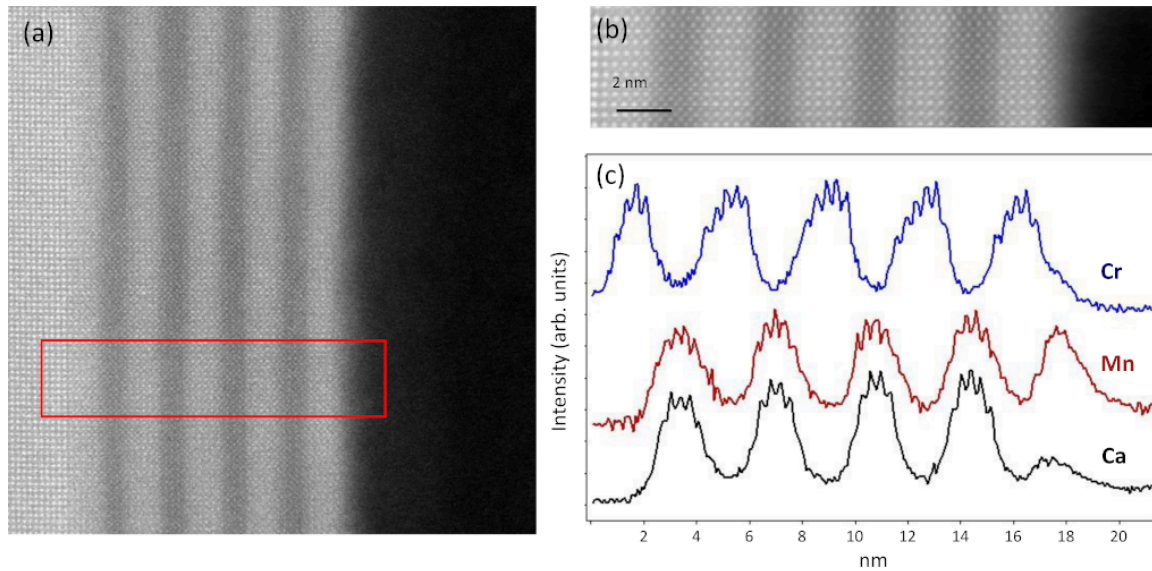 (a)
(b)
2 nm
(c)
Cr
Mn
Ca
Intensity (arb. units)
2 4 6 8 10 12 14 16 18 20
nm